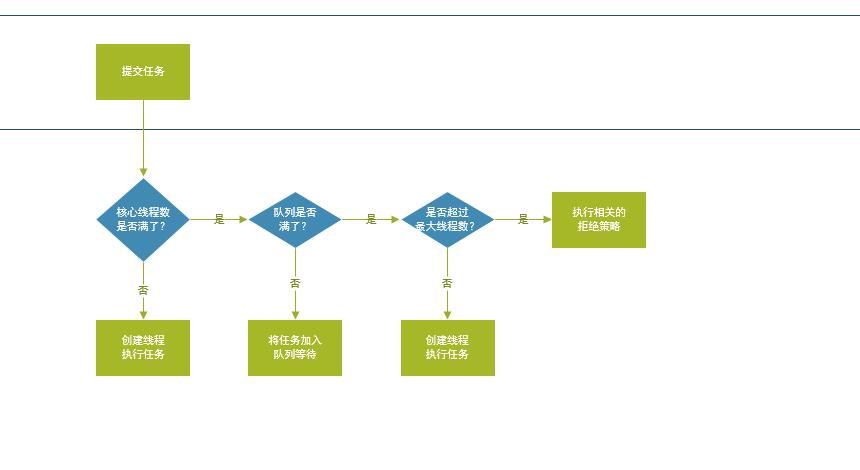 提交任务
核心线程数
是否满了?
是
队列是否
满了?
是
是否超过
最大线程数?
是
执行相关的
拒绝策略
否
否
否
创建线程
执行任务
将任务加入
队列等待
创建线程
执行任务